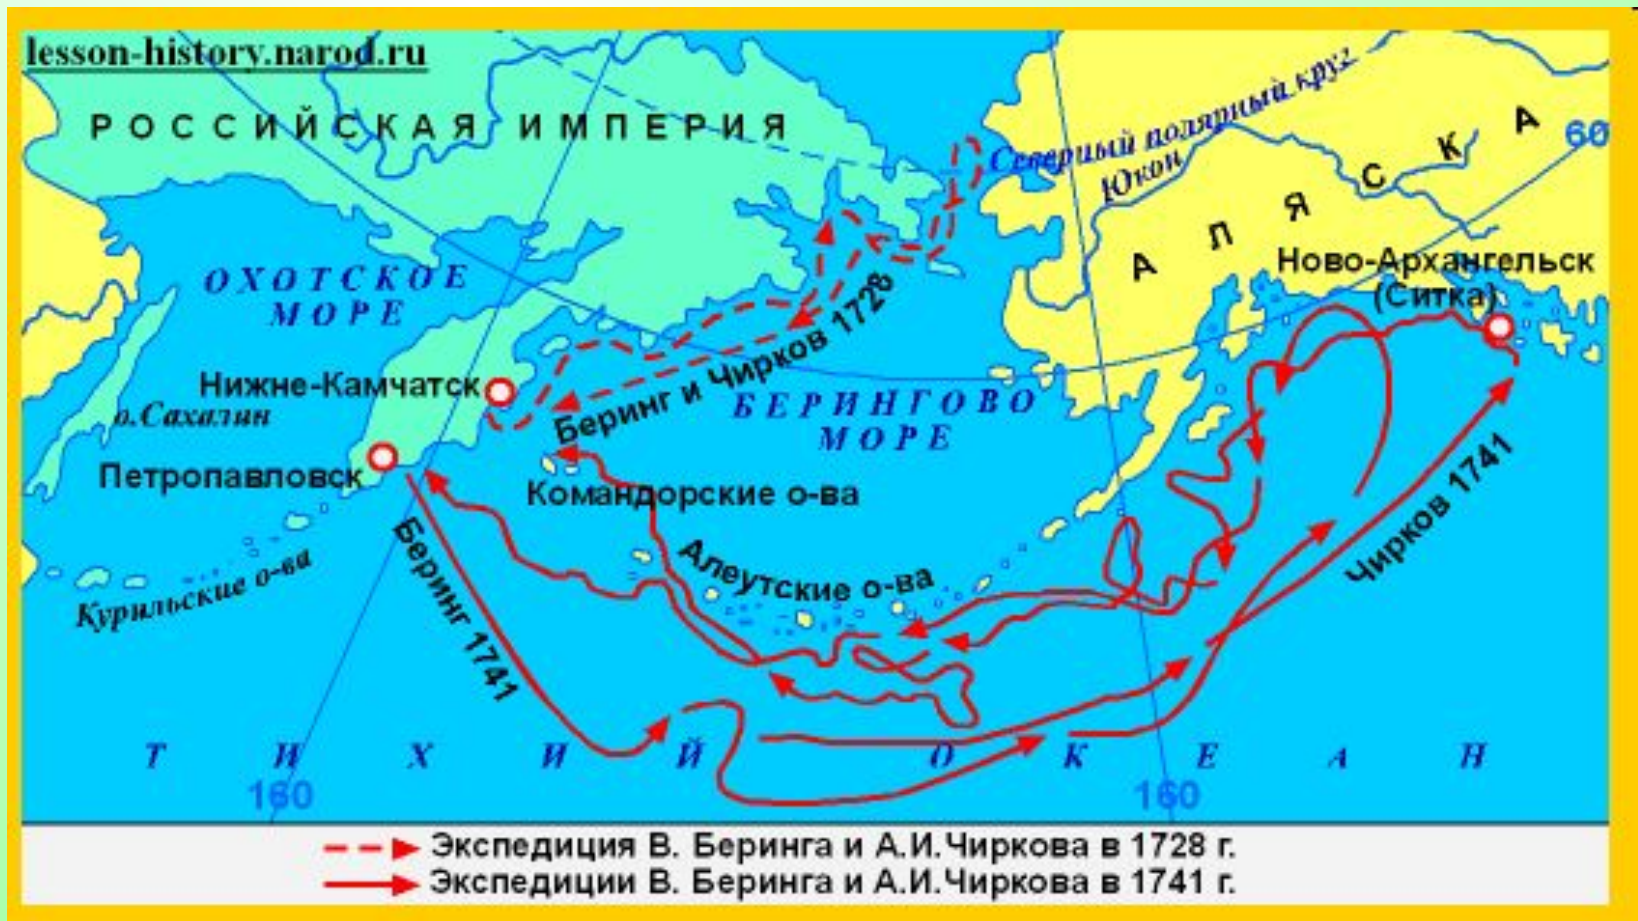 lesson-history.narod.ru
РОССИЙСКАЯ ИМПЕРИЯ
Северный полярный круг
60
Юкон
АЛЯСКА
ОХОТСКОЕ
МОРЕ
Ново-Архангельск
(Ситка)
Беринг и Чирков 1728
Нижне-Камчатск
о.Сахалин
БЕРИНГОВО
МОРЕ
Петропавловск
Командорские о-ва
Чирков 1741
Беринг 1741
Алеутские о-ва
Курильские о-ва
ТИХИЙ ОКЕАН
160
160
Экспедиция В. Беринга и А.И.Чиркова в 1728 г.
Экспедиции В. Беринга и А.И.Чиркова в 1741 г.